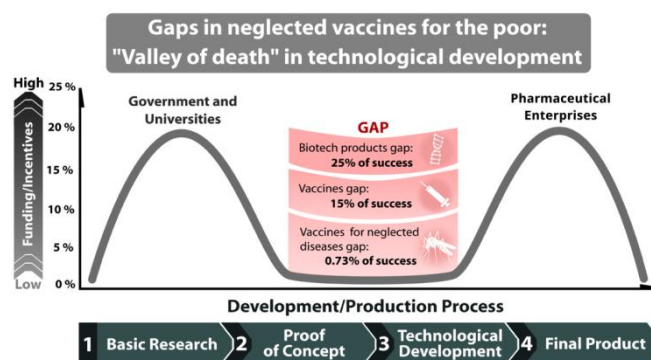 Gaps in neglected vaccines for the poor:
"Valley of death" in technological development
High
25 %
20 %
15 %
10 %
5 %
0 %
Low
Funding/Incentives
Government and
Universities
GAP
Biotech products gap:
25% of success
Vaccines gap:
15% of success
Vaccines for neglected
diseases gap:
0.73% of success
Pharmaceutical
Enterprises
Development/Production Process
1 Basic Research
2 Proof
of Concept
3 Technological
Development
4 Final Product